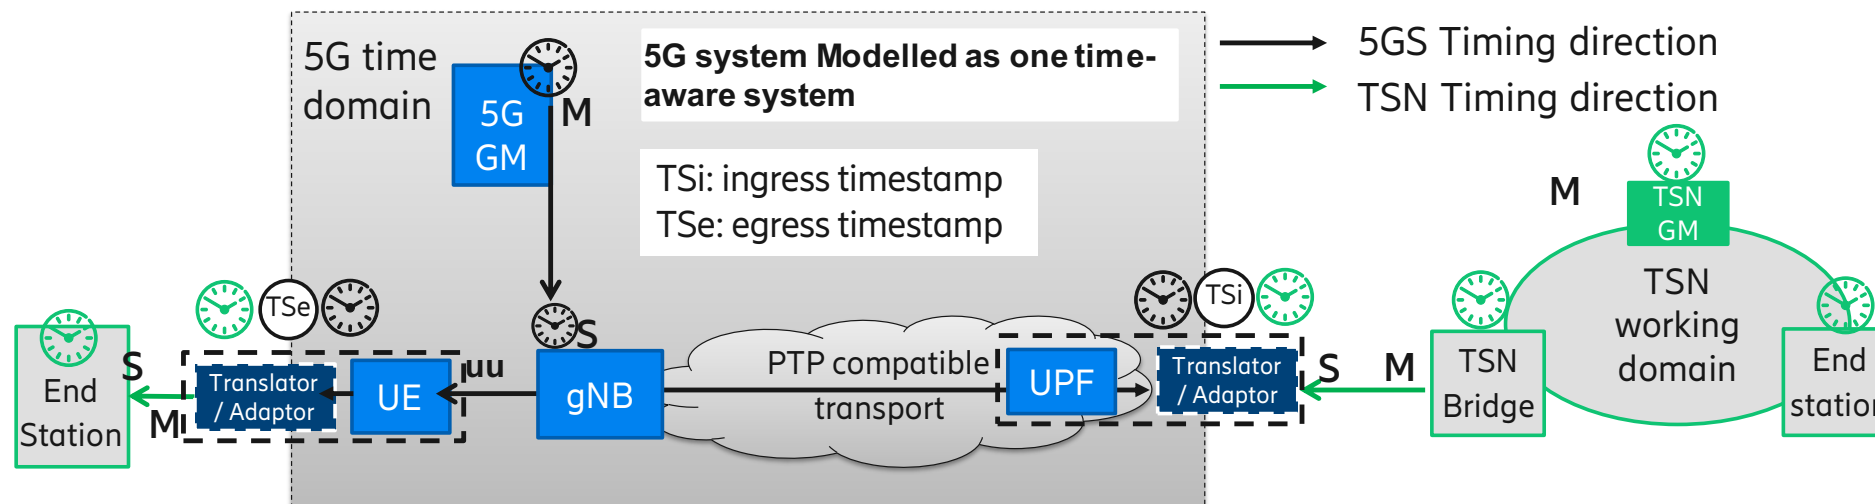 5G time
domain
5G
GM
M
5G system Modelled as one time-
aware system
TSi: ingress timestamp
TSe: egress timestamp
5GS Timing direction
TSN Timing direction
M
TSN
GM
TSN
working
domain
TSe
TSi
S
End
Station
S
M
Translator
/ Adaptor
UE
uu
gNB
PTP compatible
transport
UPF
Translator
/ Adaptor
S
M
TSN
Bridge
End
station